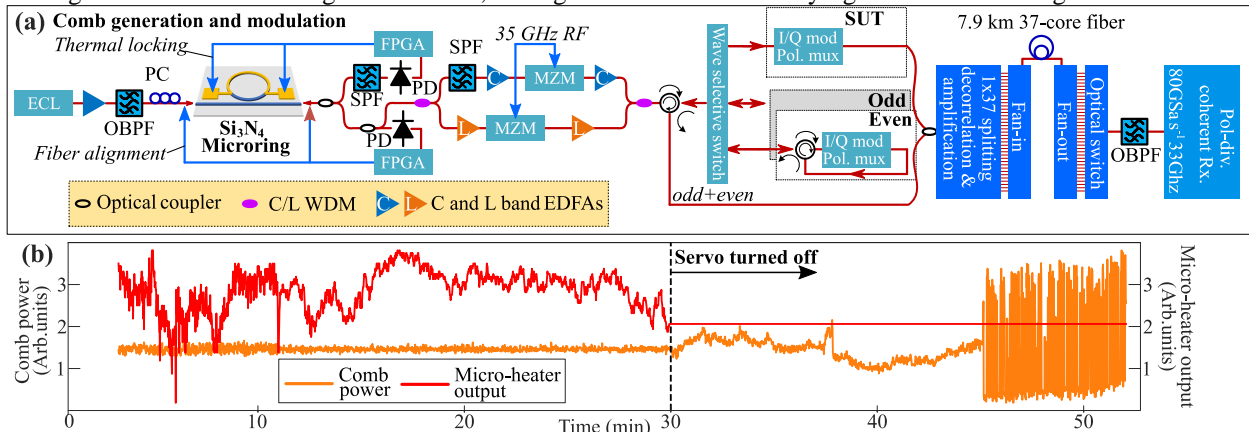 (a) Comb generation and modulation
Thermal locking
FPGA
SPF
35 GHz RF
SUT
I/Q mod
Pol. mux
7.9 km 37-core fiber
PC
SPF
PD
C
MZM
C
ECL
OBPF
Si₃N₄
Microring
PD
L
MZM
L
Fiber alignment
FPGA
Wave selective switch
Odd
Even
I/Q mod
Pol. mux
odd+even
1x37 splitting
decorrelation &
amplification
Fan-in
Fan-out
Optical switch
OBPF
Pol-div.
coherent Rx.
80GSa s⁻¹ 33Ghz
Optical coupler
C/L WDM
C
L
C and L band EDFAs
(b)
Servo turned off
Comb power
(Arb.units)
3
2
1
Comb
power
Micro-heater
output
3
2
1
Micro-heater output
(Arb.units)
0 10 20 30 40 50
Time (min)